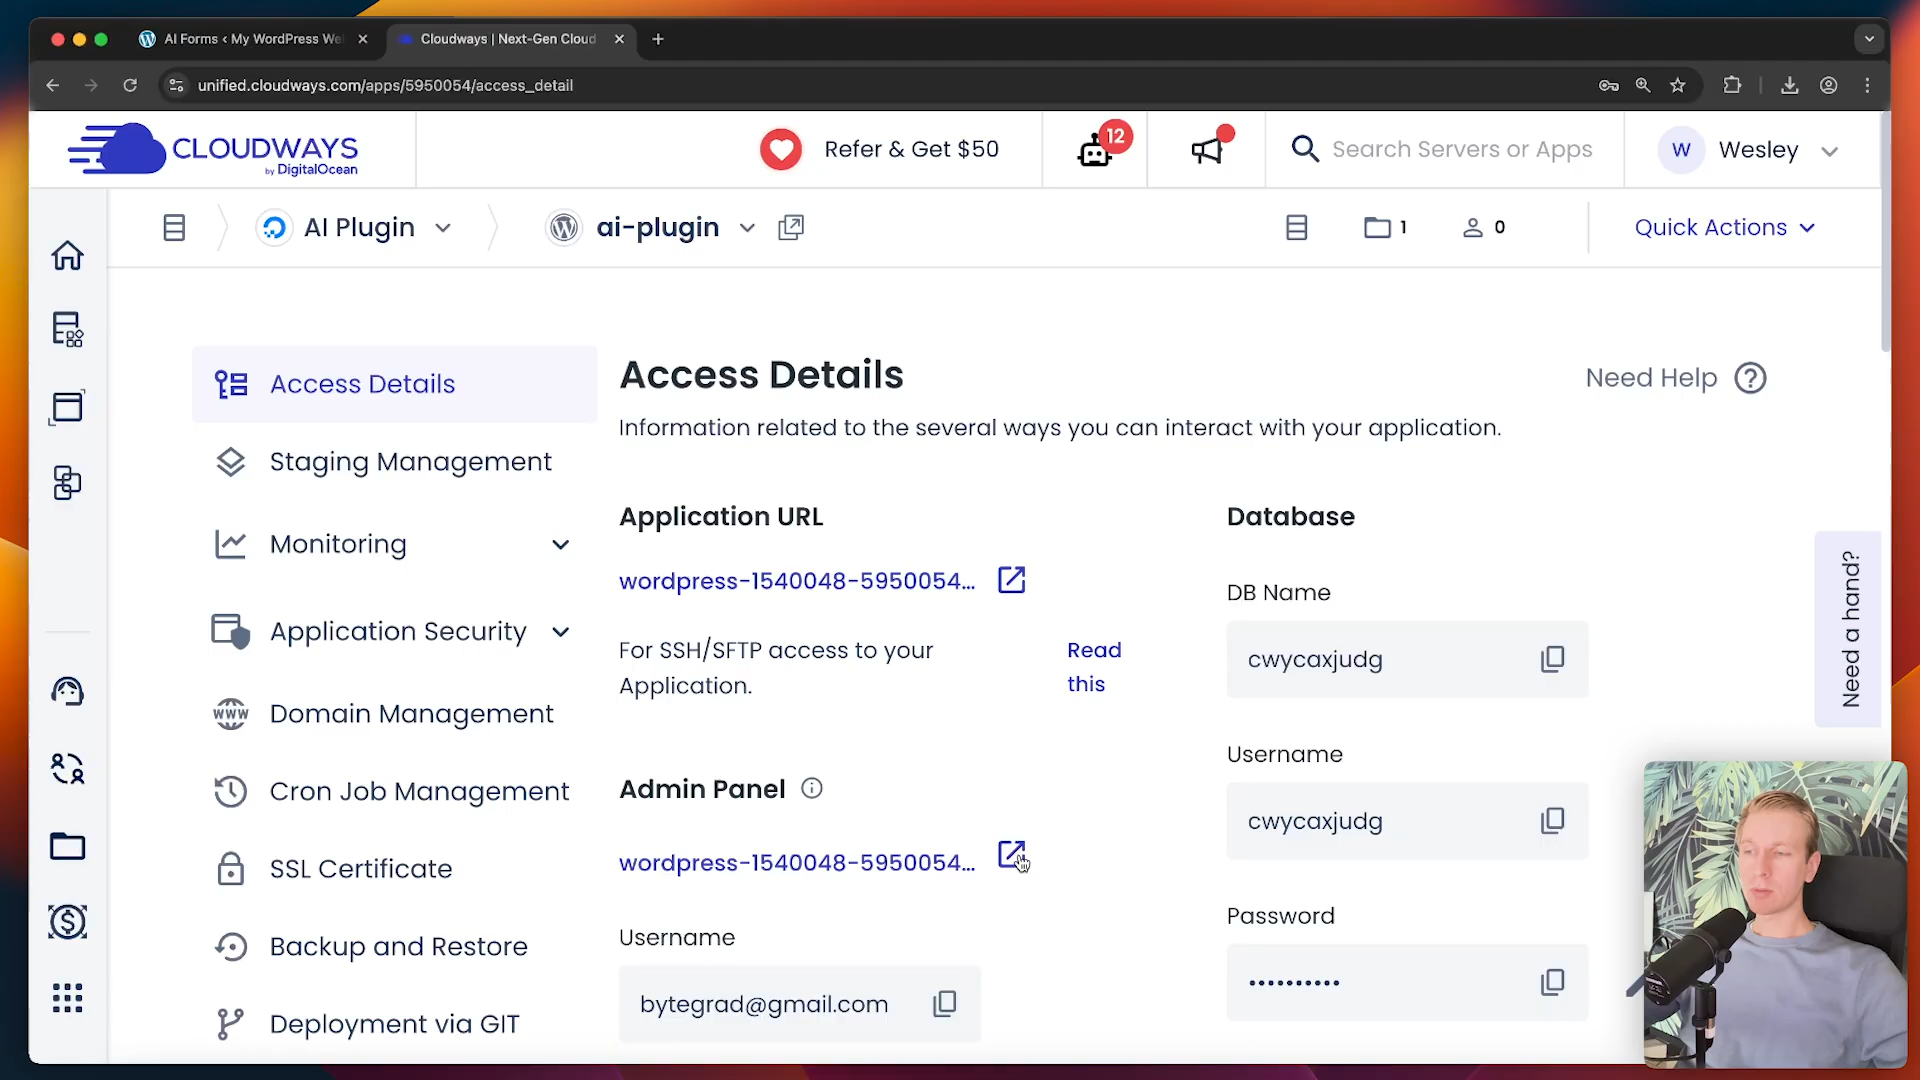 AI Forms ‹ My WordPress We
Cloudways | Next-Gen Cloud
unified.cloudways.com/apps/5950054/access_detail
CLOUDWAYS
by DigitalOcean
Refer & Get $50
12
Search Servers or Apps
W
Wesley
AI Plugin
ai-plugin
1
0
Quick Actions
Access Details
Staging Management
Monitoring
Application Security
WWW
Domain Management
Cron Job Management
SSL Certificate
Backup and Restore
Deployment via GIT
Access Details
Need Help
Information related to the several ways you can interact with your application.
Application URL
wordpress-1540048-5950054...
For SSH/SFTP access to your
Application.
Read
this
Admin Panel
wordpress-1540048-5950054...
Username
bytegrad@gmail.com
Database
DB Name
cwycaxjudg
Username
cwycaxjudg
Password
••••••••••
Need a hand?